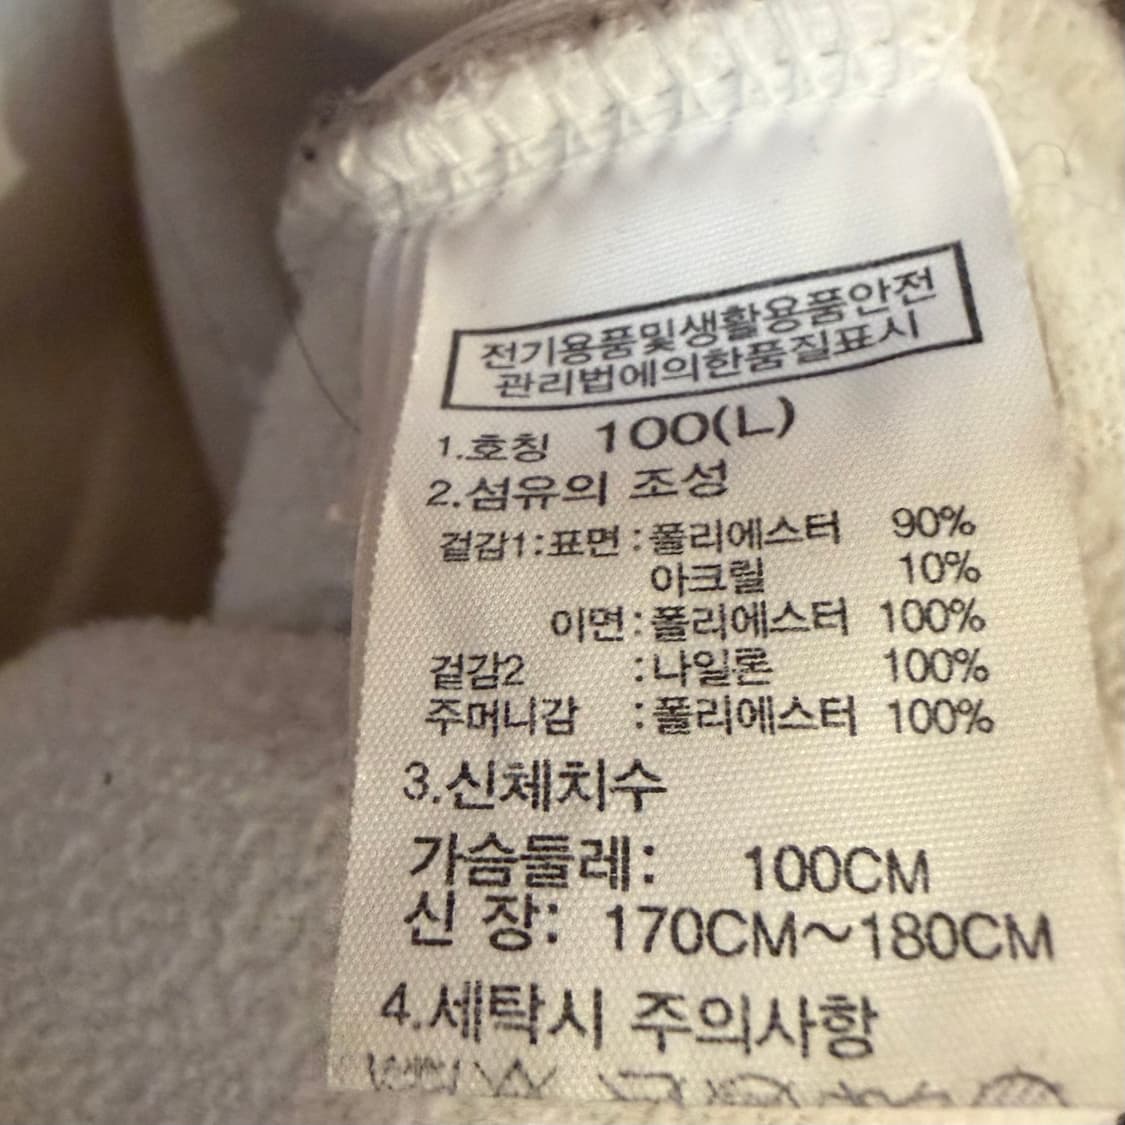 전기용품및생활용품안전
관리법에의한품질표시
1.호칭 100(L)
2.섬유의 조성
겉감1:표면:폴리에스터 90%
아크릴 10%
이면:폴리에스터 100%
겉감2 :나일론 100%
주머니감 :폴리에스터 100%
3.신체치수
가슴둘레: 100CM
신 장: 170CM~180CM
4.세탁시 주의사항